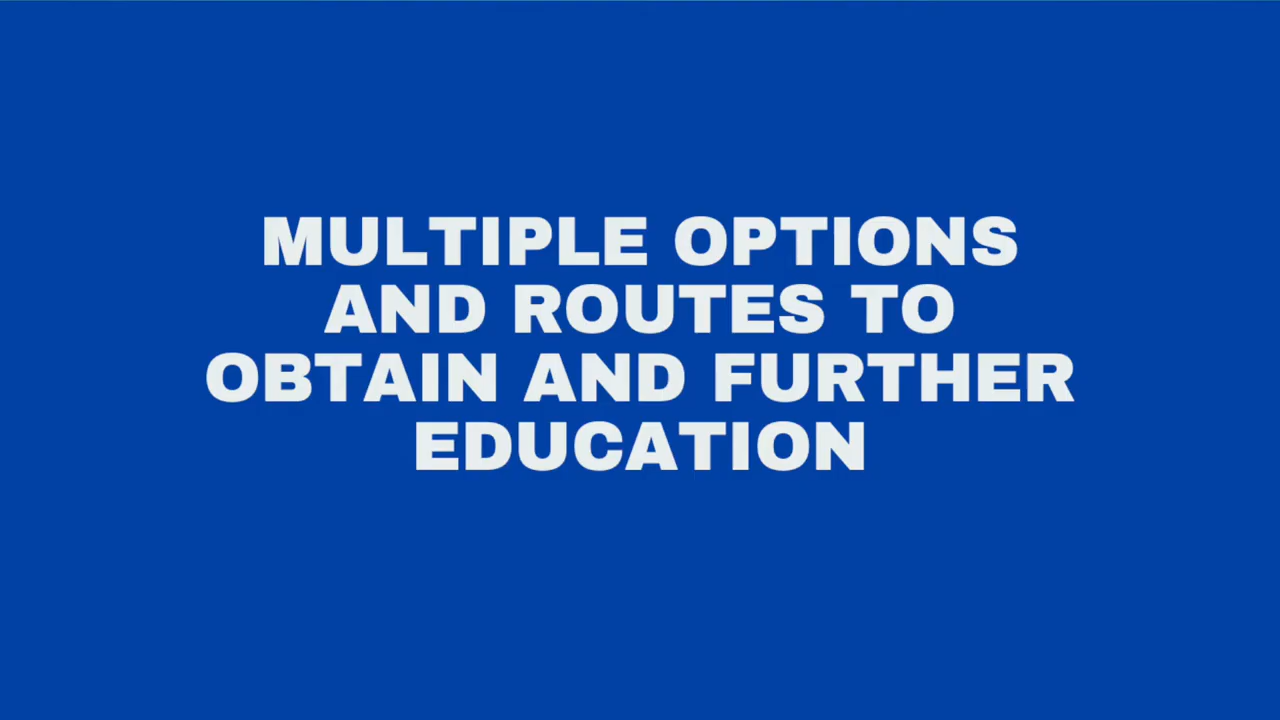 MULTIPLE OPTIONS
AND ROUTES TO
OBTAIN AND FURTHER
EDUCATION